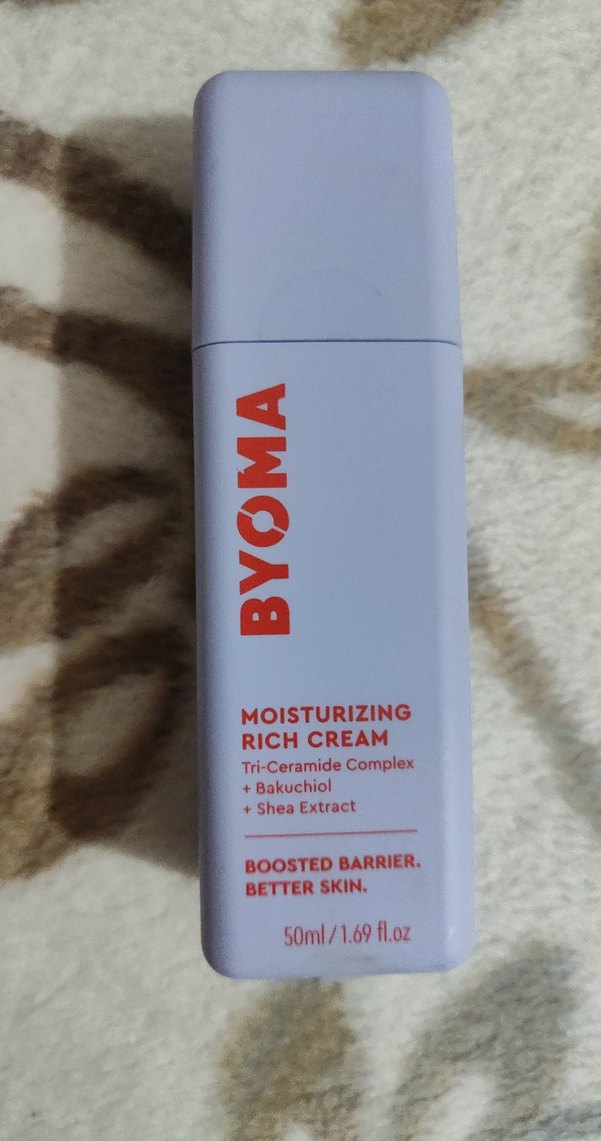 BYOMA
MOISTURIZING
RICH CREAM
Tri-Ceramide Complex
+ Bakuchiol
+ Shea Extract
BOOSTED BARRIER.
BETTER SKIN.
50ml/1.69 fl.oz